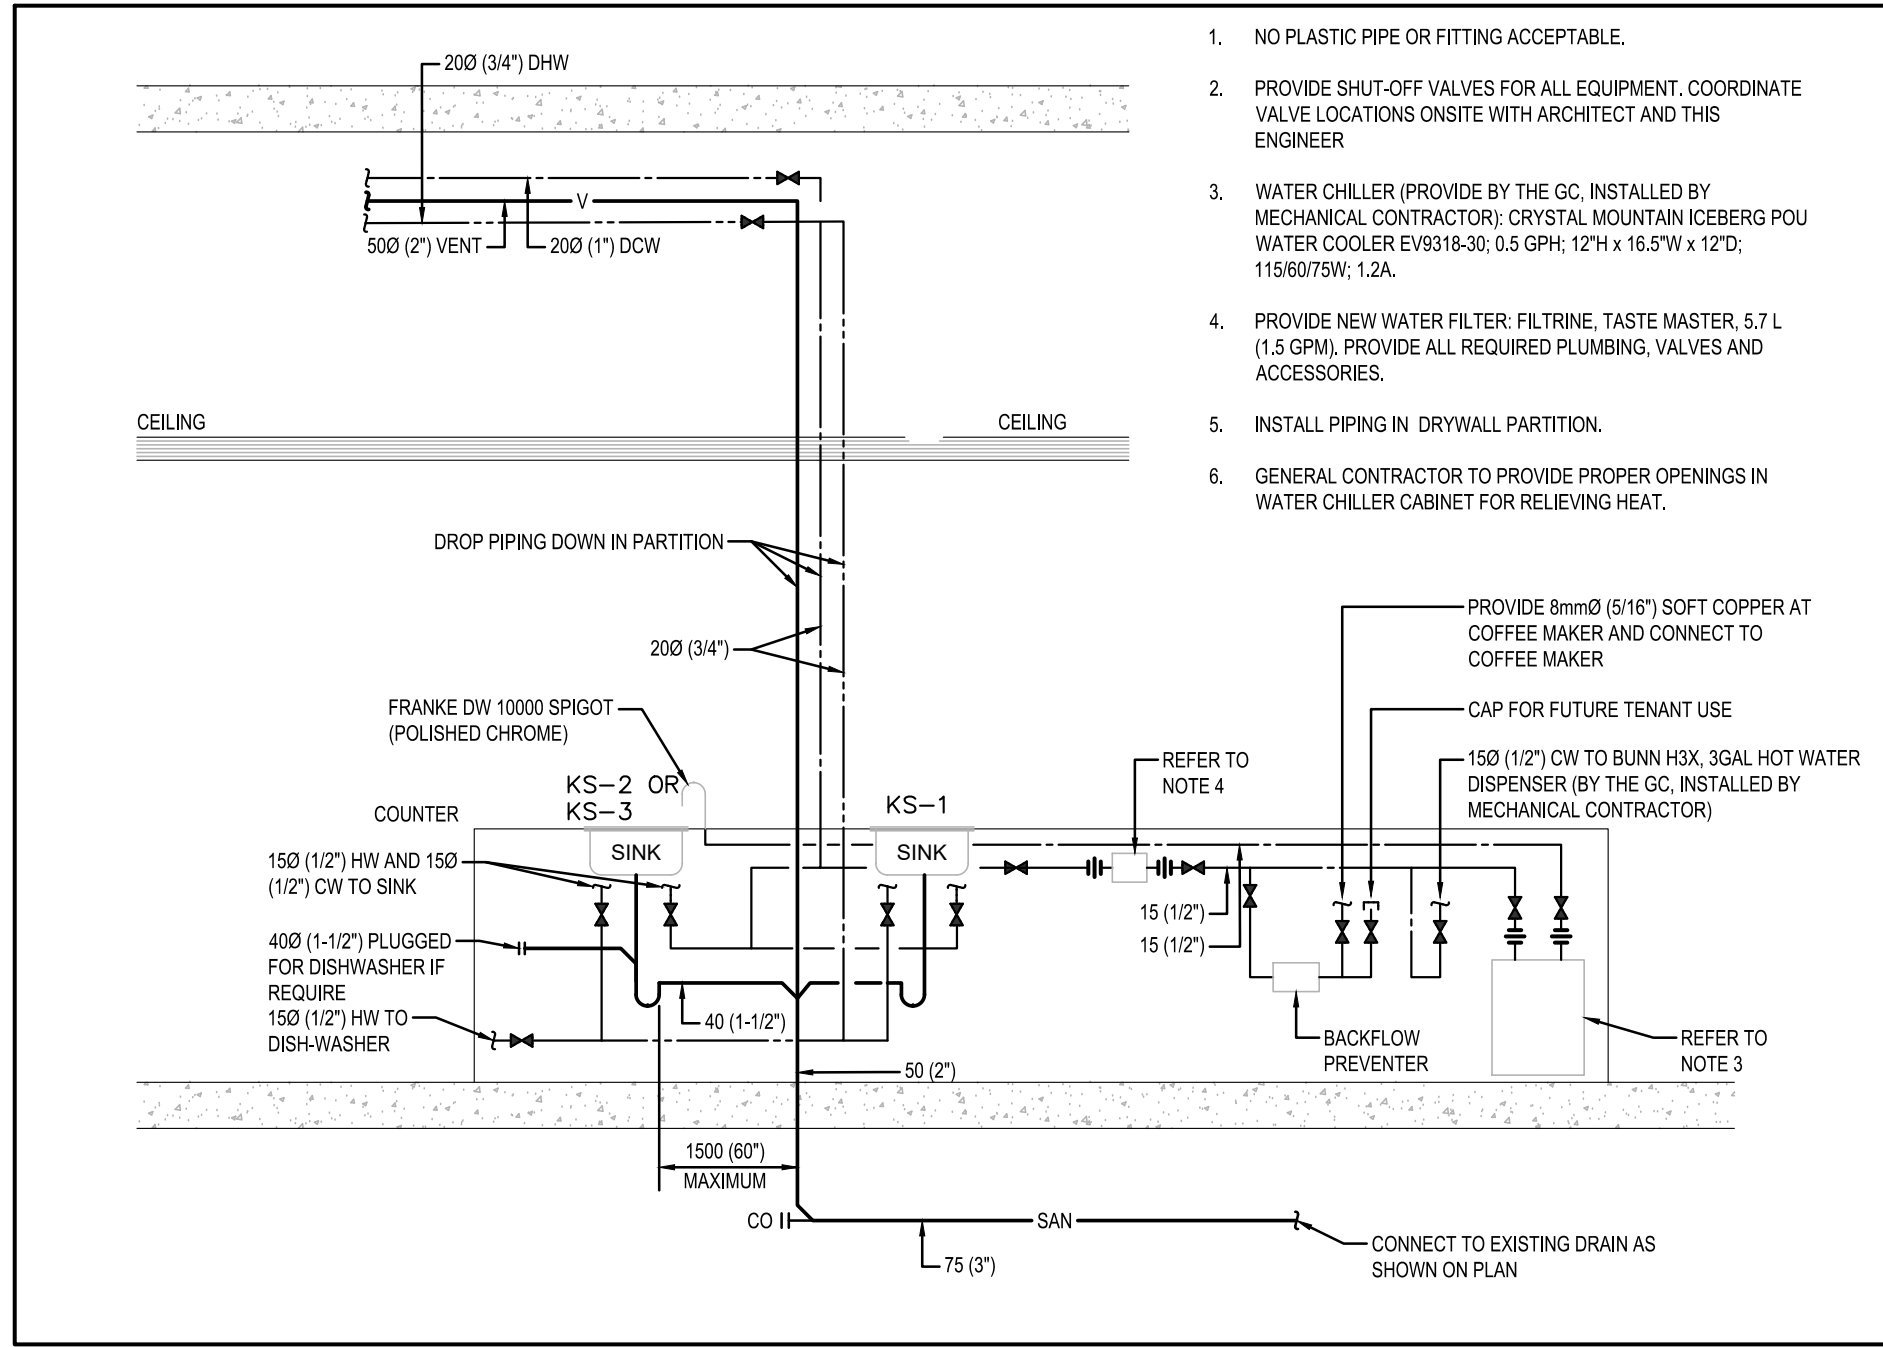 1. NO PLASTIC PIPE OR FITTING ACCEPTABLE.
2. PROVIDE SHUT-OFF VALVES FOR ALL EQUIPMENT. COORDINATE
VALVE LOCATIONS ONSITE WITH ARCHITECT AND THIS
ENGINEER
3. WATER CHILLER (PROVIDE BY THE GC, INSTALLED BY
MECHANICAL CONTRACTOR): CRYSTAL MOUNTAIN ICEBERG POU
WATER COOLER EV9318-30; 0.5 GPH; 12"H x 16.5"W x 12"D;
115/60/75W; 1.2A.
4. PROVIDE NEW WATER FILTER: FILTRINE, TASTE MASTER, 5.7 L
(1.5 GPM). PROVIDE ALL REQUIRED PLUMBING, VALVES AND
ACCESSORIES.
5. INSTALL PIPING IN DRYWALL PARTITION.
6. GENERAL CONTRACTOR TO PROVIDE PROPER OPENINGS IN
WATER CHILLER CABINET FOR RELIEVING HEAT.
20Ø (3/4") DHW
V
50Ø (2") VENT
20Ø (1") DCW
CEILING
CEILING
DROP PIPING DOWN IN PARTITION
20Ø (3/4")
FRANKE DW 10000 SPIGOT
(POLISHED CHROME)
KS-2 OR
KS-3
KS-1
COUNTER
SINK
SINK
15Ø (1/2") HW AND 15Ø
(1/2") CW TO SINK
40Ø (1-1/2") PLUGGED
FOR DISHWASHER IF
REQUIRE
15Ø (1/2") HW TO
DISH-WASHER
40 (1-1/2")
50 (2")
REFER TO
NOTE 4
PROVIDE 8mmØ (5/16") SOFT COPPER AT
COFFEE MAKER AND CONNECT TO
COFFEE MAKER
CAP FOR FUTURE TENANT USE
15Ø (1/2") CW TO BUNN H3X, 3GAL HOT WATER
DISPENSER (BY THE GC, INSTALLED BY
MECHANICAL CONTRACTOR)
15 (1/2")
15 (1/2")
BACKFLOW
PREVENTER
REFER TO
NOTE 3
1500 (60")
MAXIMUM
CO
SAN
75 (3")
CONNECT TO EXISTING DRAIN AS
SHOWN ON PLAN